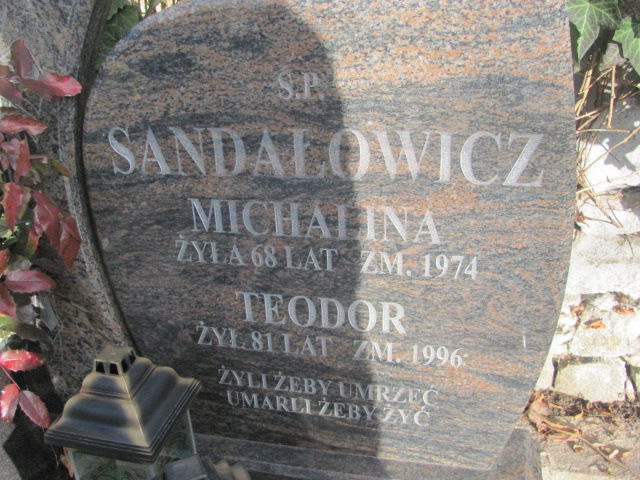 Ś.P.
SANDAŁOWICZ
MICHALINA
ŻYŁA 68 LAT ZM. 1974
TEODOR
ŻYŁ 81 LAT ZM. 1996
ŻYLI ŻEBY UMRZEĆ
UMARLI ŻEBY ŻYĆ